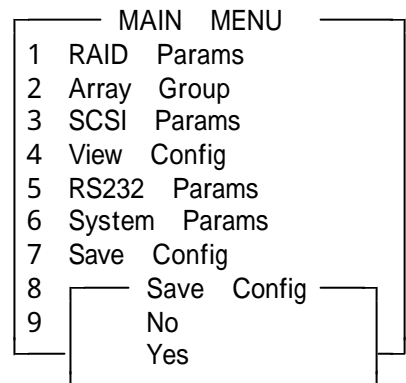 MAIN MENU
1 RAID Params
2 Array Group
3 SCSI Params
4 View Config
5 RS232 Params
6 System Params
7 Save Config
8 Save Config
9 No
Yes